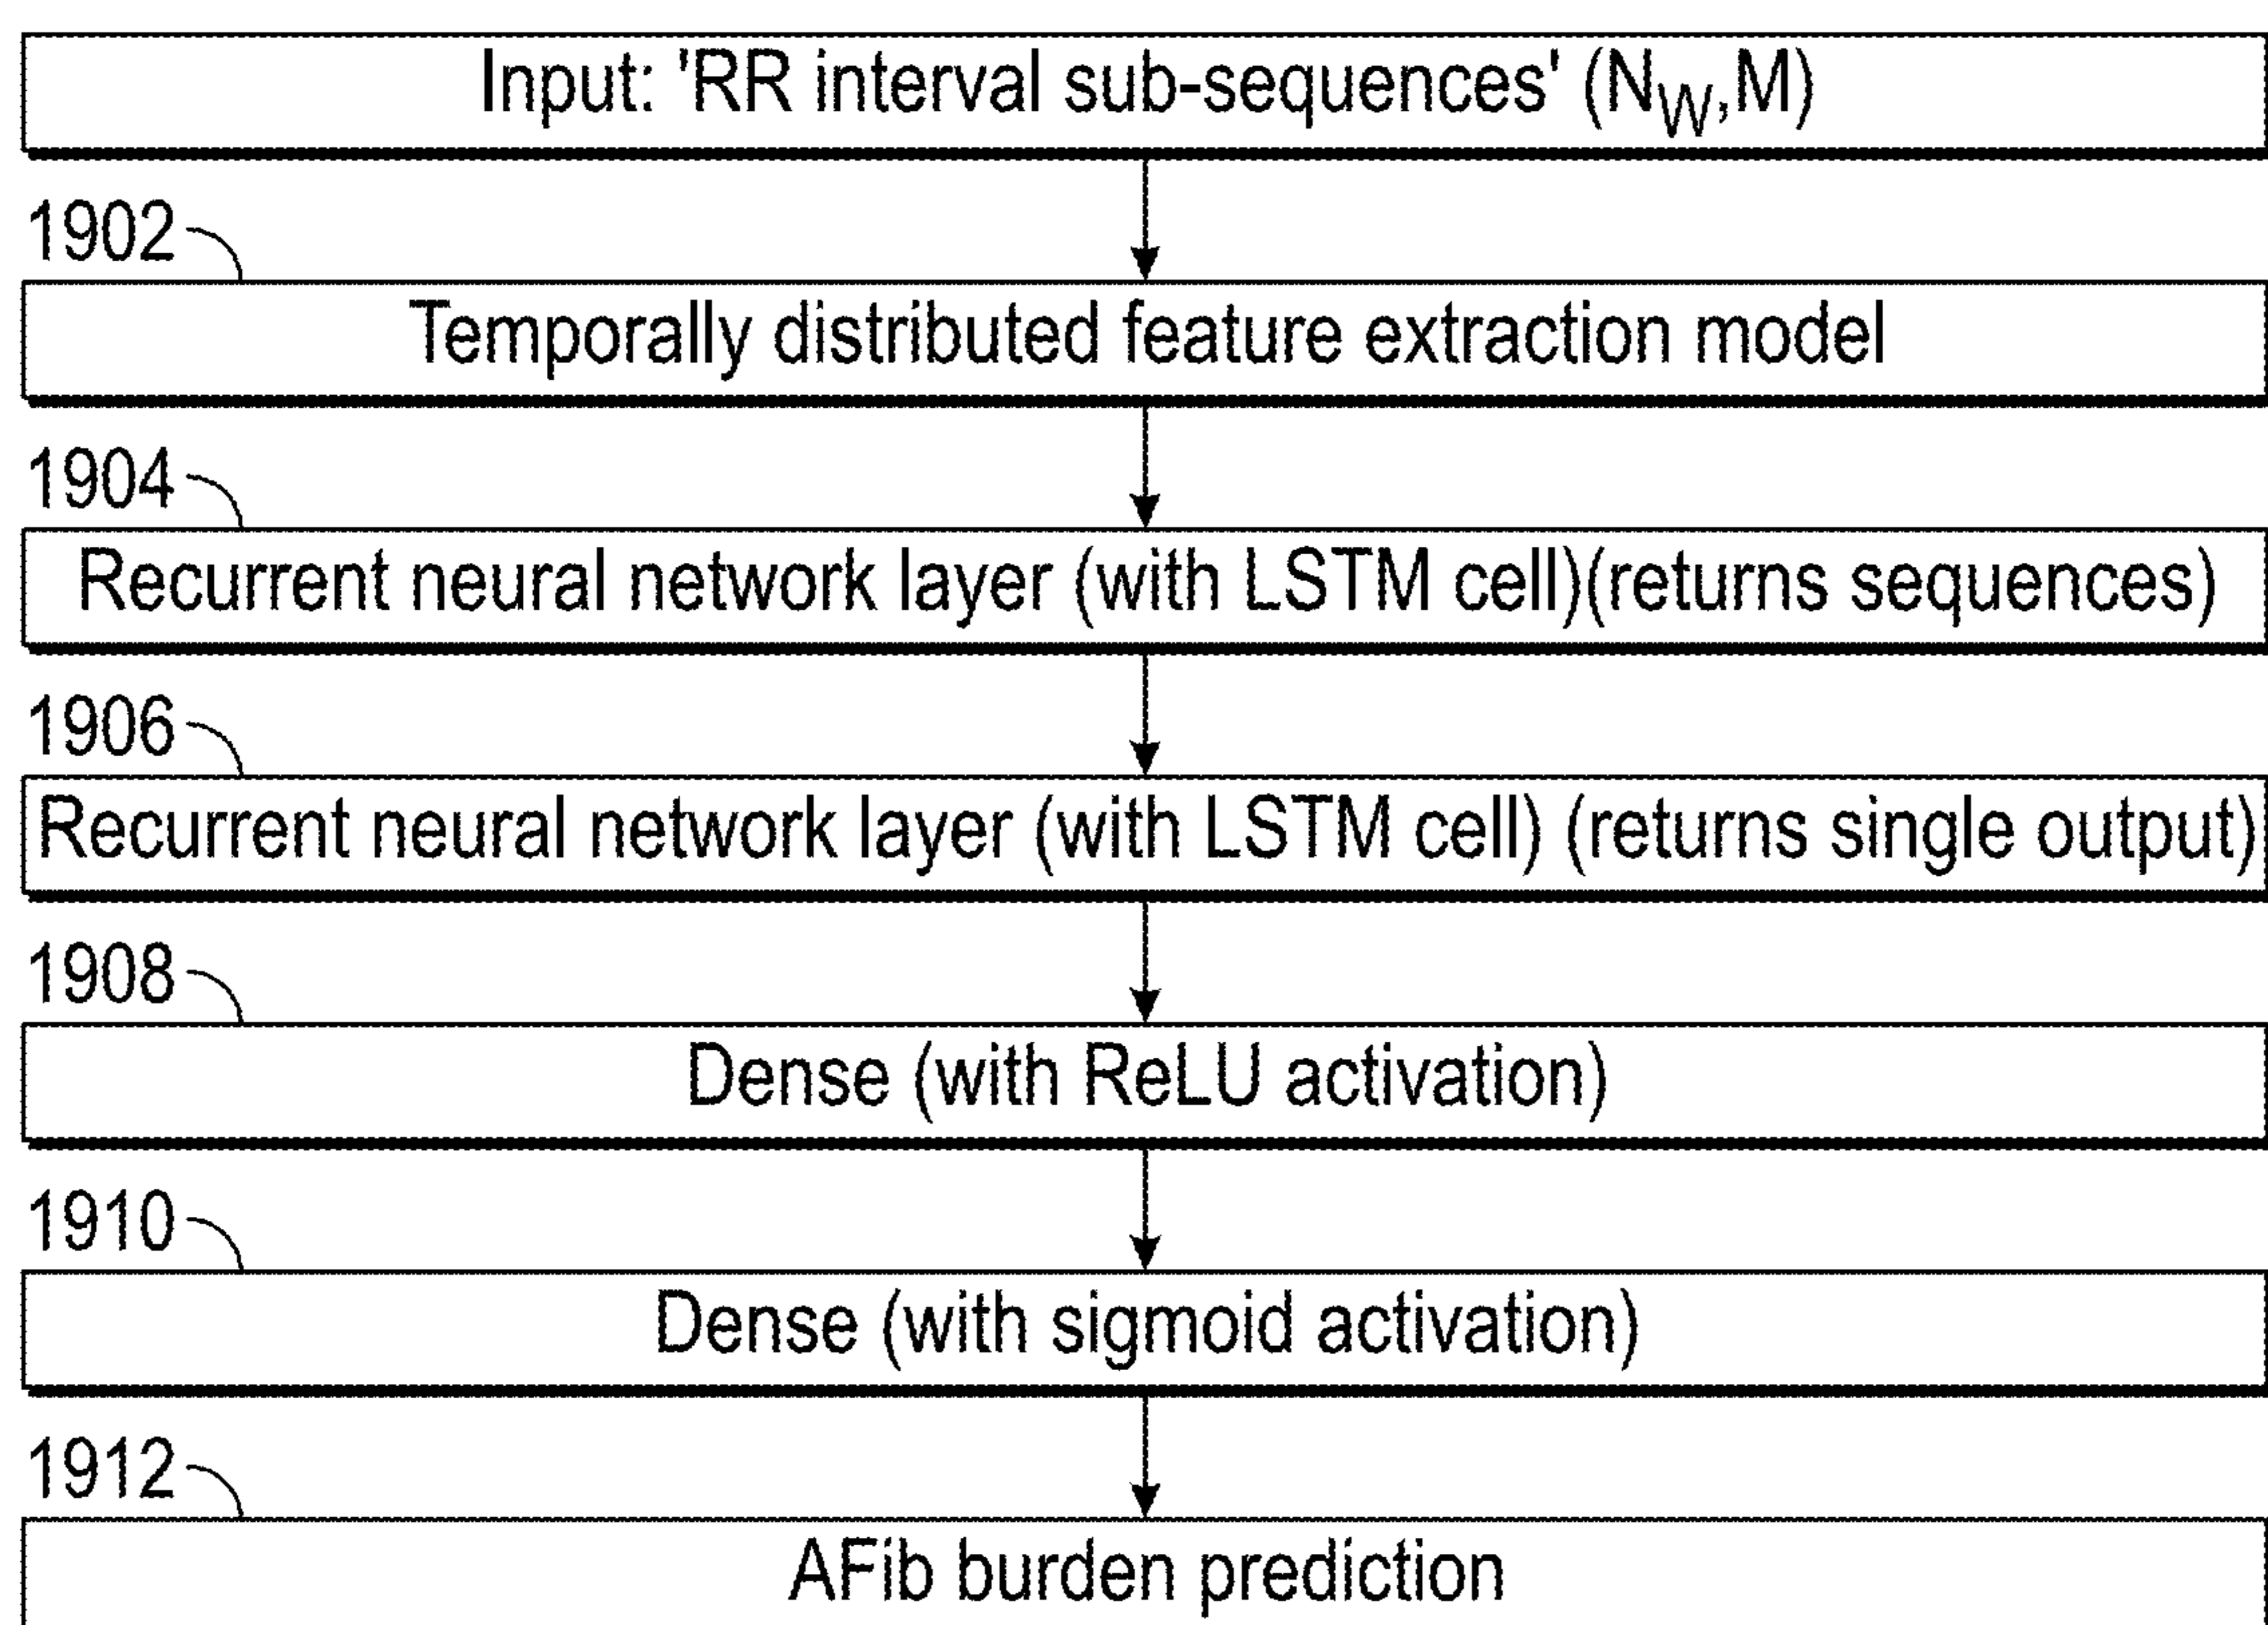 Input: 'RR interval sub-sequences' (NW,M)
1902
Temporally distributed feature extraction model
1904
Recurrent neural network layer (with LSTM cell)(returns sequences)
1906
Recurrent neural network layer (with LSTM cell) (returns single output)
1908
Dense (with ReLU activation)
1910
Dense (with sigmoid activation)
1912
AFib burden prediction